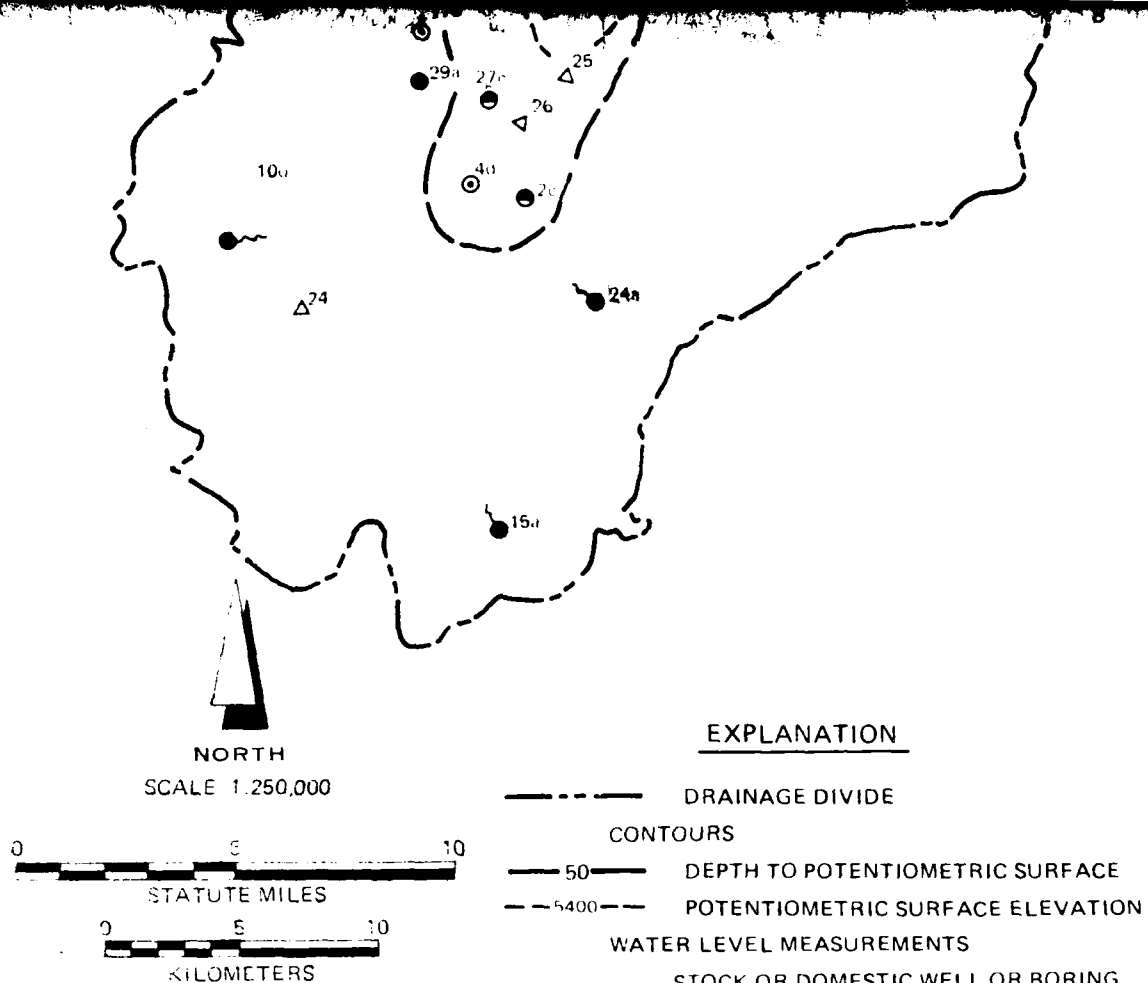 25
29a
27c
26
10a
4d
2c
24a
24
15a
NORTH
SCALE 1:250,000
EXPLANATION
DRAINAGE DIVIDE
CONTOURS
50 DEPTH TO POTENTIOMETRIC SURFACE
5400 POTENTIOMETRIC SURFACE ELEVATION
WATER LEVEL MEASUREMENTS
STOCK OR DOMESTIC WELL OR BORING
0 5 10
STATUTE MILES
0 10
KILOMETERS